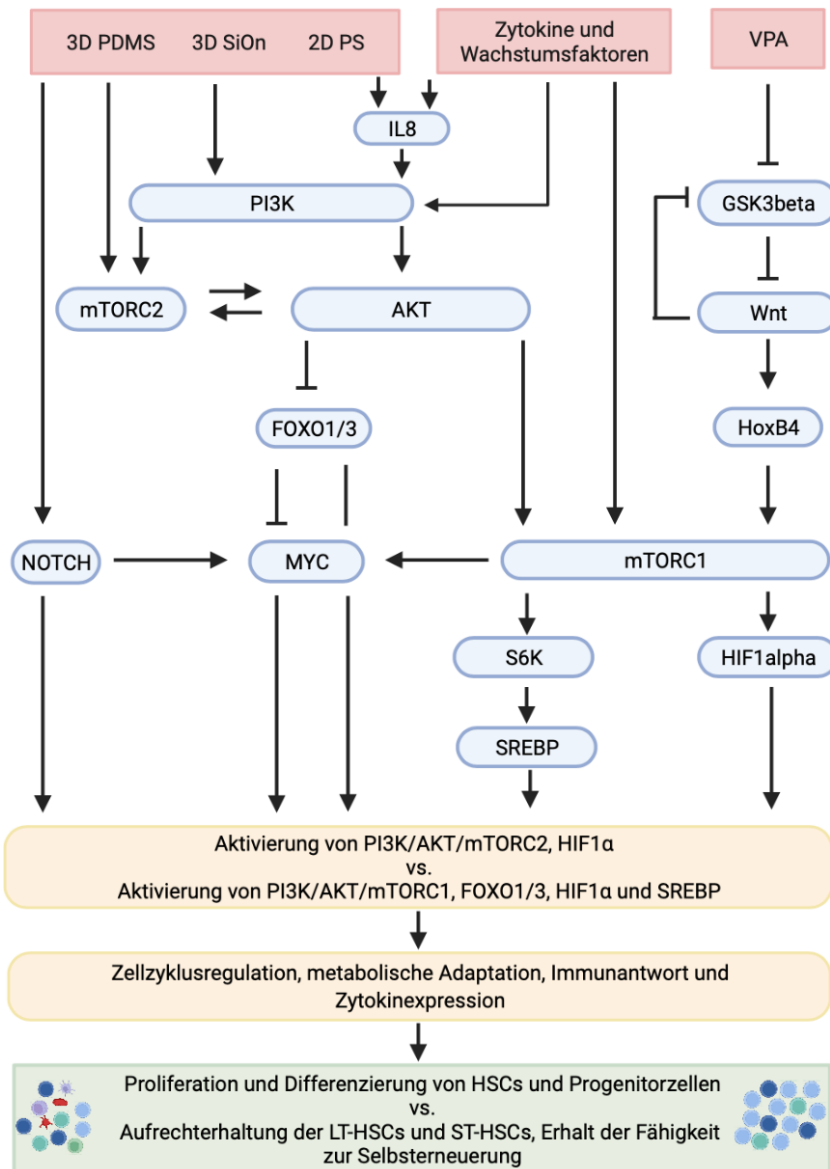 3D PDMS 3D SiOn 2D PS
Zytokine und
Wachstumsfaktoren
VPA
IL8
PI3K
GSK3beta
mTORC2
AKT
Wnt
FOXO1/3
HoxB4
NOTCH
MYC
mTORC1
S6K
HIF1alpha
SREBP
Aktivierung von PI3K/AKT/mTORC2, HIF1α
vs.
Aktivierung von PI3K/AKT/mTORC1, FOXO1/3, HIF1α und SREBP
Zellzyklusregulation, metabolische Adaptation, Immunantwort und
Zytokinexpression
Proliferation und Differenzierung von HSCs und Progenitorzellen
vs.
Aufrechterhaltung der LT-HSCs und ST-HSCs, Erhalt der Fähigkeit
zur Selbsterneuerung